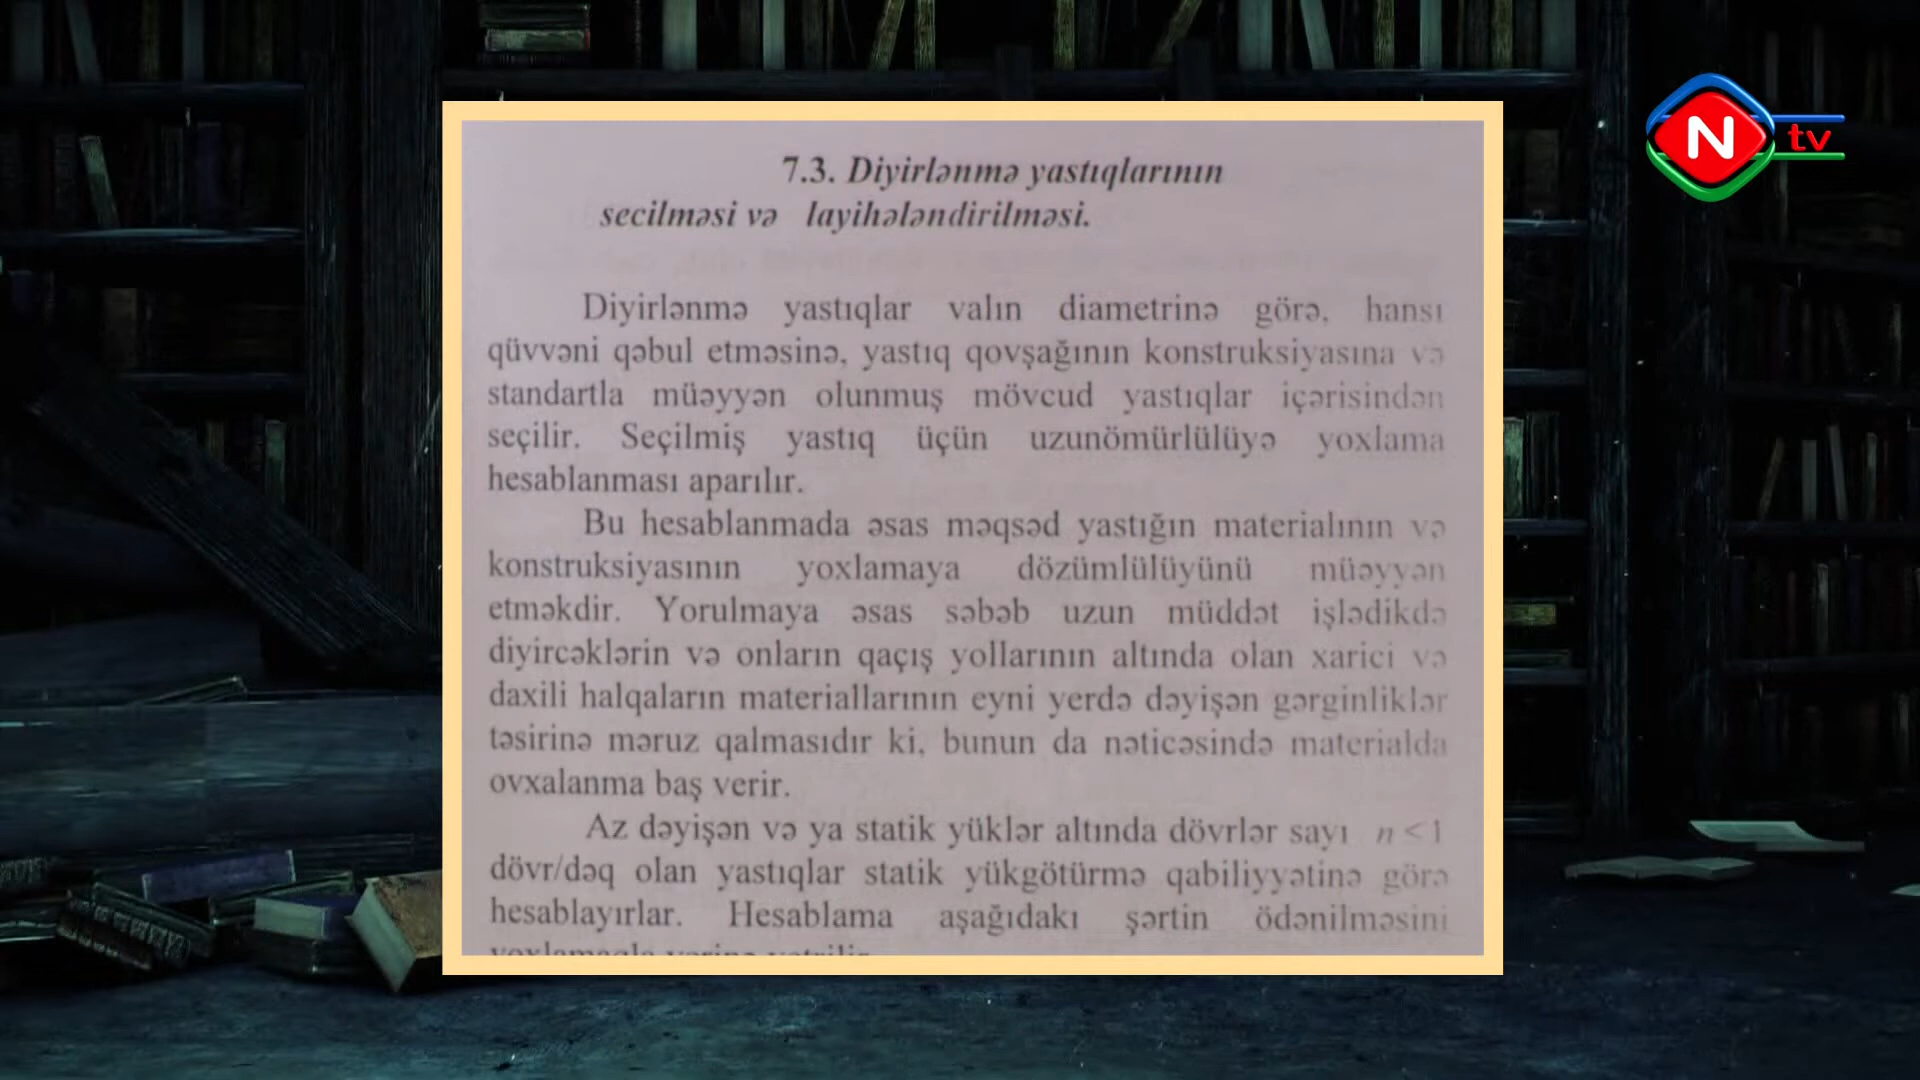 N tv
7.3. Diyirlənmə yastıqlarının
secilməsi və layihələndirilməsi.
Diyirlənmə yastıqlar valın diametrinə görə, hansı
qüvvəni qəbul etməsinə, yastıq qovşağının konstruksiyasına və
standartla müəyyən olunmuş mövcud yastıqlar içərisindən
seçilir. Seçilmiş yastıq üçün uzunömürlülüyə yoxlama
hesablanması aparılır.
Bu hesablanmada əsas məqsəd yastığın materialının və
konstruksiyasının yoxlamaya dözümlülüyünü müəyyən
etməkdir. Yorulmaya əsas səbəb uzun müddət işlədikdə
diyircəklərin və onların qaçış yollarının altında olan xarici və
daxili halqaların materiallarının eyni yerdə dəyişən gərginliklər
təsirinə məruz qalmasıdır ki, bunun da nəticəsində materialda
ovxalanma baş verir.
Az dəyişən və ya statik yüklər altında dövrlər sayı n < 1
dövr/dəq olan yastıqlar statik yükgötürmə qabiliyyətinə görə
hesablayırlar. Hesablama aşağıdakı şərtin ödənilməsini